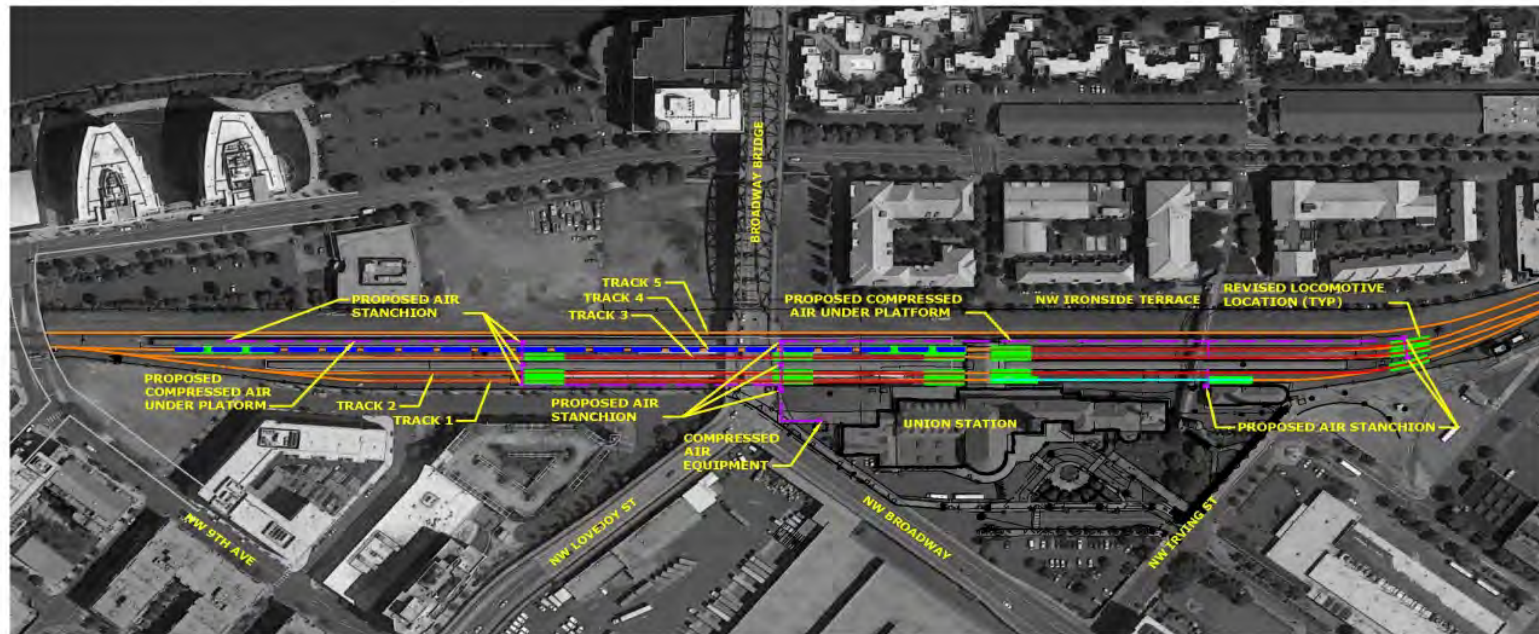 BROADWAY BRIDGE
TRACK 5
TRACK 4
TRACK 3
PROPOSED AIR
STANCHION
PROPOSED COMPRESSED
AIR UNDER PLATFORM
NW IRONSIDE TERRACE
REVISED LOCOMOTIVE
LOCATION (TYP)
PROPOSED
COMPRESSED AIR
UNDER PLATORM
TRACK 2
TRACK 1
PROPOSED AIR
STANCHION
COMPRESSED
AIR
EQUIPMENT
UNION STATION
PROPOSED AIR STANCHION
NW 9TH AVE
NW LOVEJOY ST
NW BROADWAY
NW IRVING ST